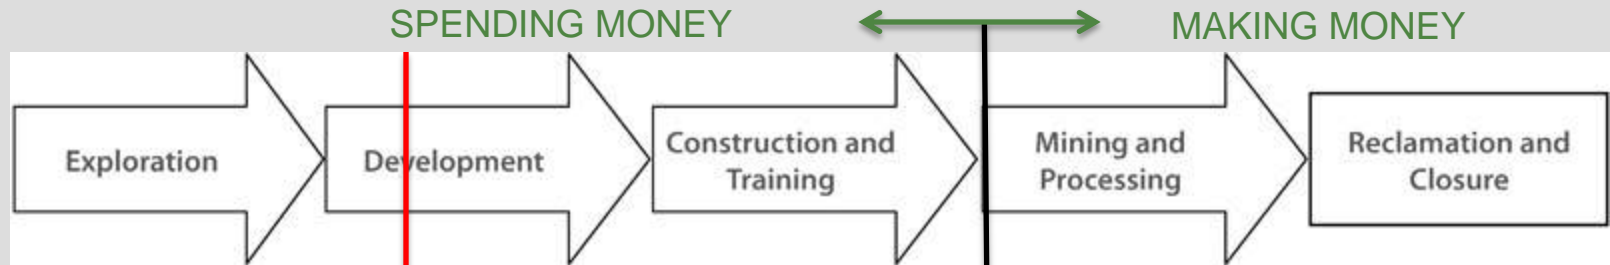 SPENDING MONEY
MAKING MONEY
Exploration
Development
Construction and
Training
Mining and
Processing
Reclamation and
Closure